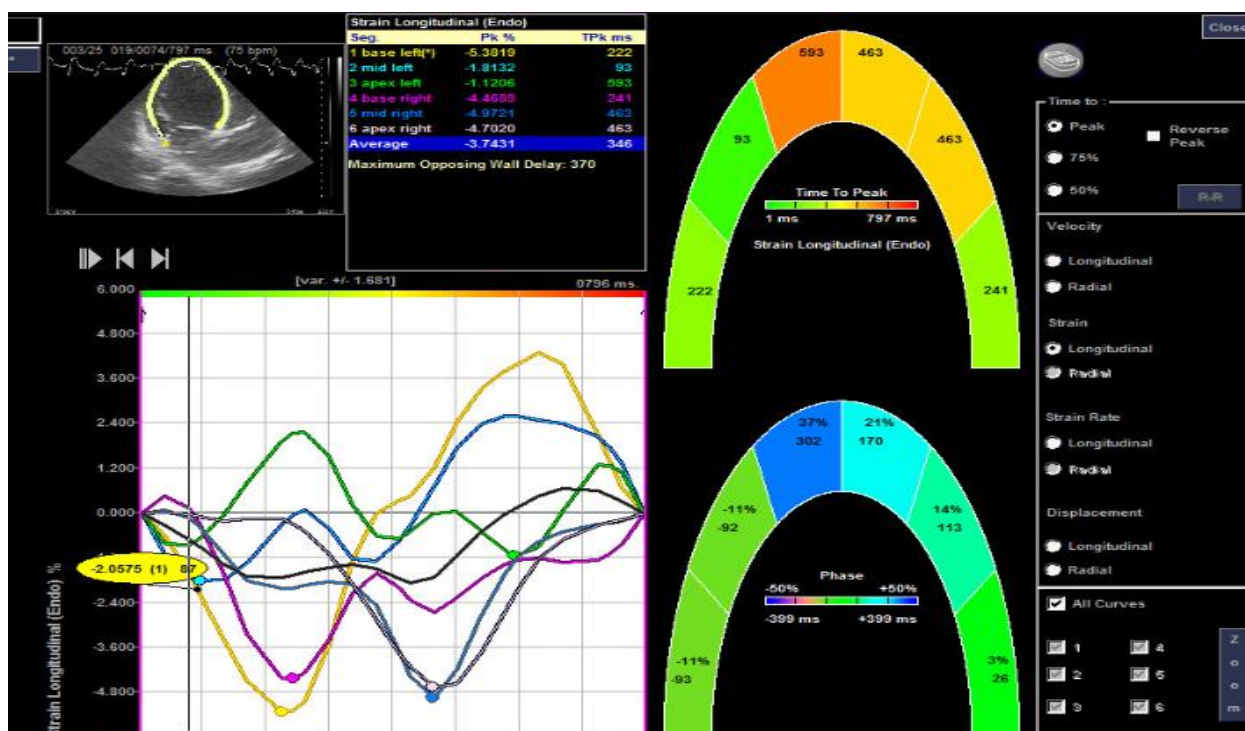 Close
003/25 019/0074/797 ms. (75 bpm)
Strain Longitudinal (Endo)
Seg. Pk % TPk ms
1 base left(*) -5.3819 222
2 mid left -1.8132 93
3 apex left -1.1206 593
4 base right -4.4689 241
5 mid right -4.9721 463
6 apex right -4.7020 463
Average -3.7431 346
Maximum Opposing Wall Delay: 370
593 463
93 463
222 241
Time To Peak
1 ms 797 ms
Strain Longitudinal (Endo)
Time to :
Peak
Reverse Peak
75%
50%
R-R
Velocity
Longitudinal
Radial
Strain
Longitudinal
Radial
Strain Rate
Longitudinal
Radial
Displacement
Longitudinal
Radial
All Curves
1 4
2 5
3 6
Zoom
[var. +/- 1.681] 0796 ms.
6.000
4.800
3.600
2.400
1.200
0.000
-2.0575 (1) 87
-2.400
-3.600
-4.800
train Longitudinal (Endo) %
37% 21%
302 170
-11% 14%
-92 113
-11% 3%
-93 26
Phase
-50% +50%
-399 ms +399 ms